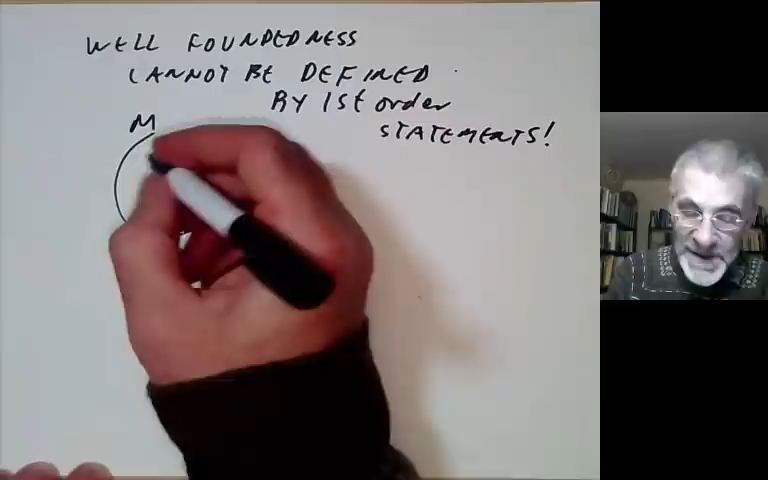 WELL FOUNDEDNESS
CANNOT BE DEFINED
BY 1St order
STATEMENTS!
M